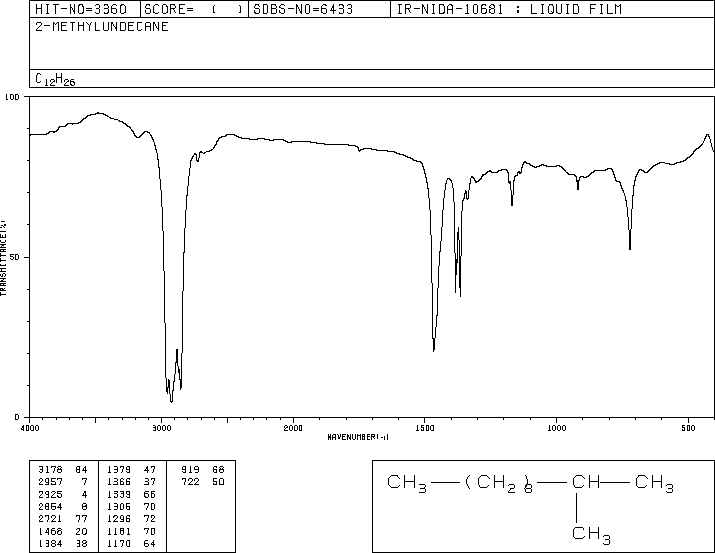 HIT-NO=3360 SCORE= ( ) SDBS-NO=6433 IR-NIDA-10681 : LIQUID FILM
2-METHYLUNDECANE
C12H26
100
50
0
TRANSMITTANCE(%)
4000 3000 2000 1500 1000 500
WAVENUMBER(-1)
3178 84 1379 47 919 68
2957 7 1366 37 722 50
2925 4 1339 66
2854 8 1306 70
2721 77 1296 72
1466 20 1181 70
1384 38 1170 64
CH3 (CH2)8 CH CH3
CH3